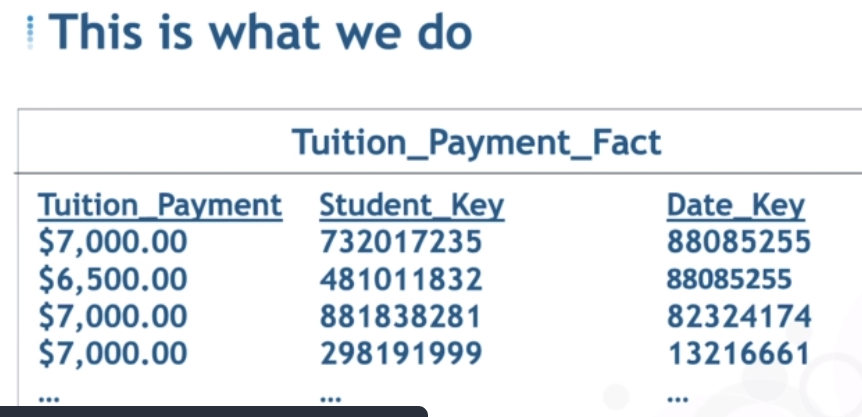 This is what we do
Tuition_Payment_Fact
Tuition_Payment Student_Key Date_Key
$7,000.00 732017235 88085255
$6,500.00 481011832 88085255
$7,000.00 881838281 82324174
$7,000.00 298191999 13216661
... ... ...